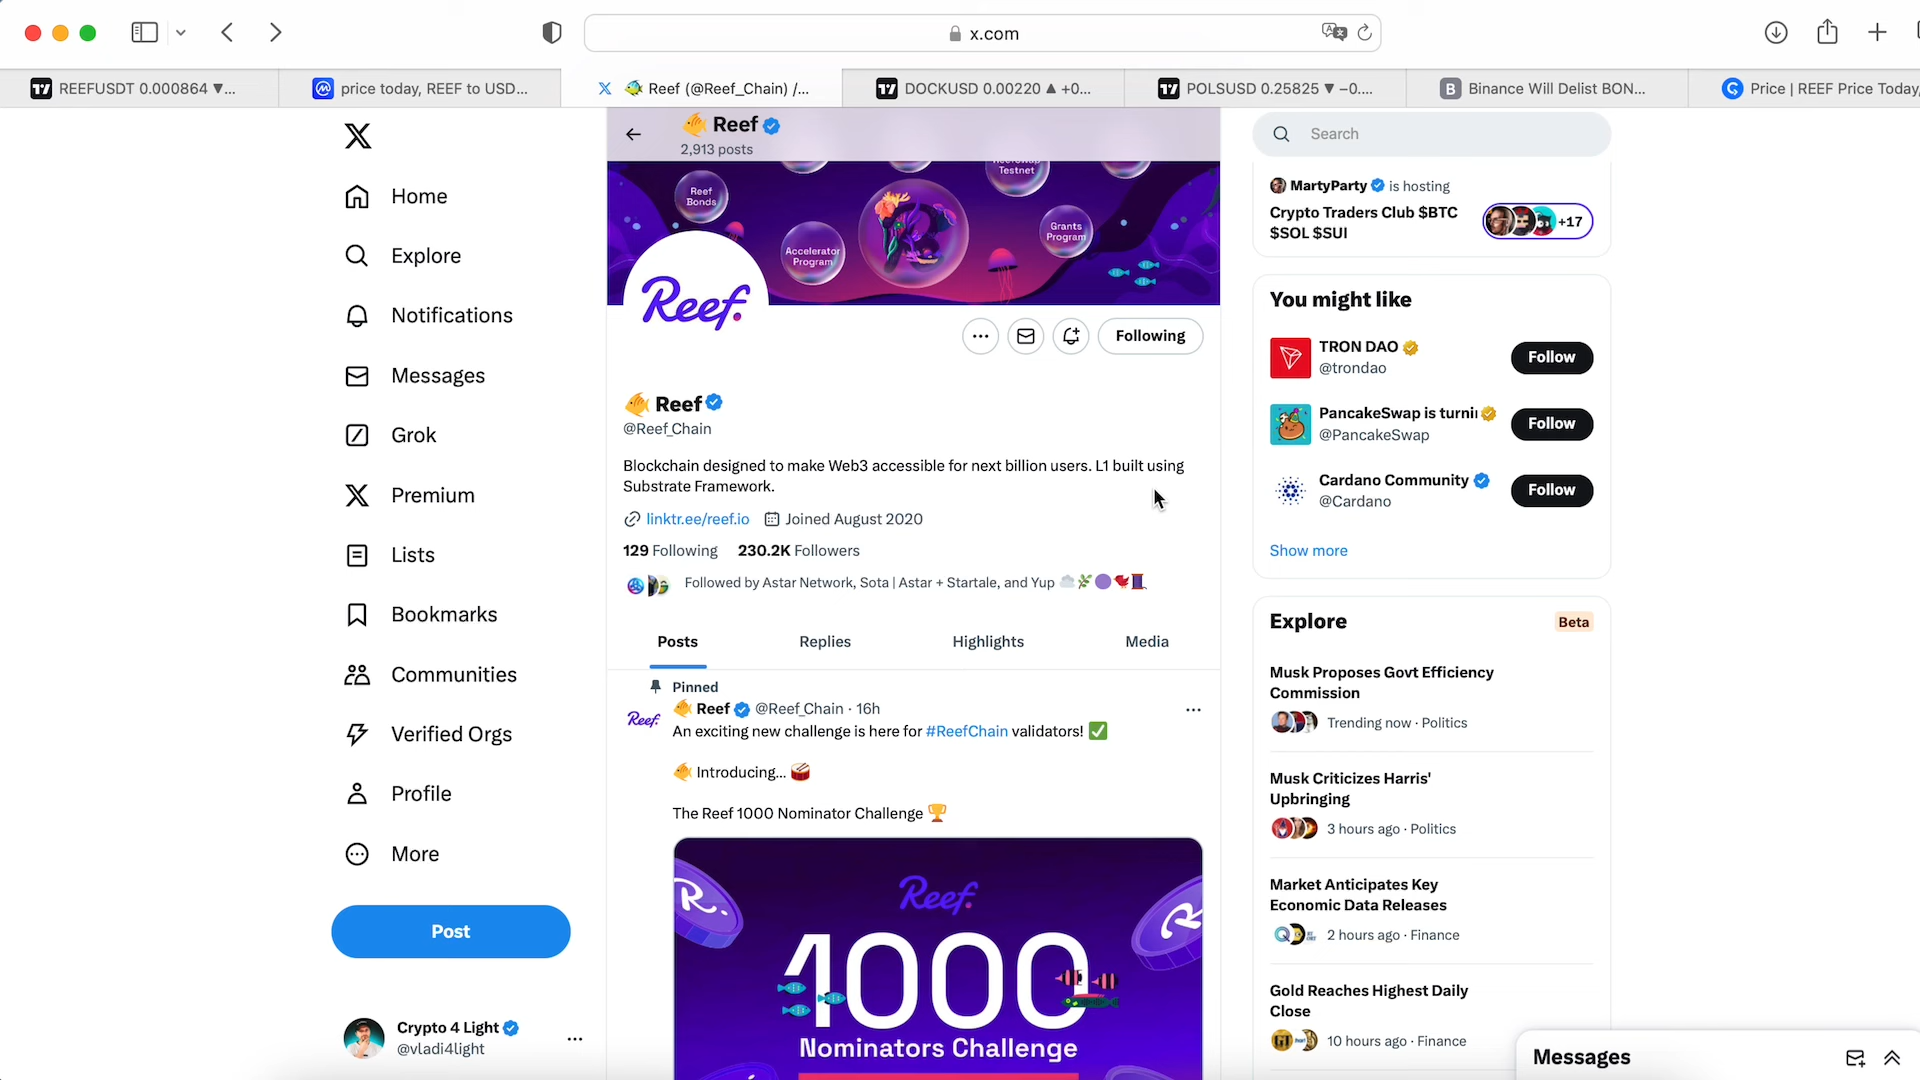 x.com
REEFUSDT 0.000864 ▼...
price today, REEF to USD...
Reef (@Reef_Chain) /...
DOCKUSD 0.00220 ▲ +0...
POLSUSD 0.25825 ▼ −0....
Binance Will Delist BON...
Price | REEF Price Today,
Home
Explore
Notifications
Messages
Grok
Premium
Lists
Bookmarks
Communities
Verified Orgs
Profile
More
Post
Crypto 4 Light
@vladi4light
Reef
2,913 posts
Reef Bonds
Accelerator Program
Testnet
Grants Program
Reef.
Following
Reef
@Reef_Chain
Blockchain designed to make Web3 accessible for next billion users. L1 built using
Substrate Framework.
linktr.ee/reef.io Joined August 2020
129 Following 230.2K Followers
Followed by Astar Network, Sota | Astar + Startale, and Yup
Posts Replies Highlights Media
Pinned
Reef. Reef @Reef_Chain · 16h
An exciting new challenge is here for #ReefChain validators! ✅
Introducing...
The Reef 1000 Nominator Challenge 🏆
Reef.
1000
Nominators Challenge
Search
MartyParty is hosting
Crypto Traders Club $BTC
$SOL $SUI
+17
You might like
TRON DAO
@trondao
Follow
PancakeSwap is turni
@PancakeSwap
Follow
Cardano Community
@Cardano
Follow
Show more
Explore Beta
Musk Proposes Govt Efficiency
Commission
Trending now · Politics
Musk Criticizes Harris'
Upbringing
3 hours ago · Politics
Market Anticipates Key
Economic Data Releases
2 hours ago · Finance
Gold Reaches Highest Daily
Close
10 hours ago · Finance
Messages